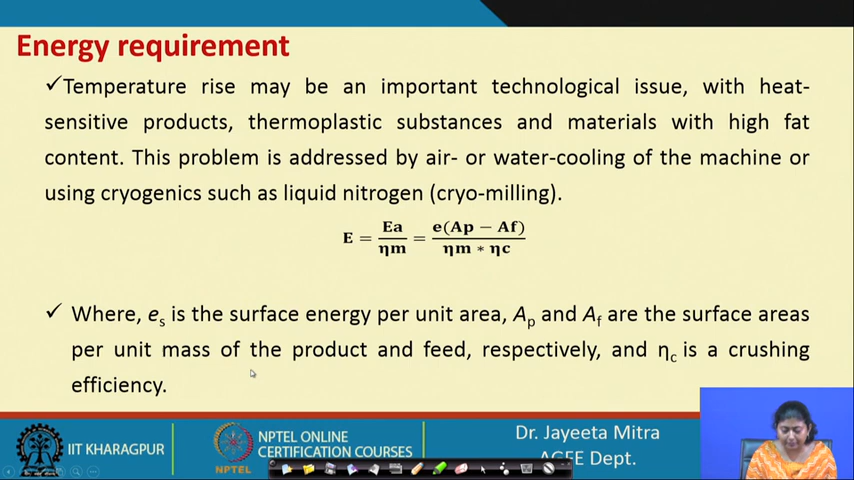 Energy requirement
✓Temperature rise may be an important technological issue, with heat-
sensitive products, thermoplastic substances and materials with high fat
content. This problem is addressed by air- or water-cooling of the machine or
using cryogenics such as liquid nitrogen (cryo-milling).
E = Ea/ηm = e(Ap − Af)/ηm ∗ ηc
✓ Where, eₛ is the surface energy per unit area, Aₚ and A_f are the surface areas
per unit mass of the product and feed, respectively, and η_c is a crushing
efficiency.
IIT KHARAGPUR
NPTEL
NPTEL ONLINE
CERTIFICATION COURSES
Dr. Jayeeta Mitra
AGFE Dept.